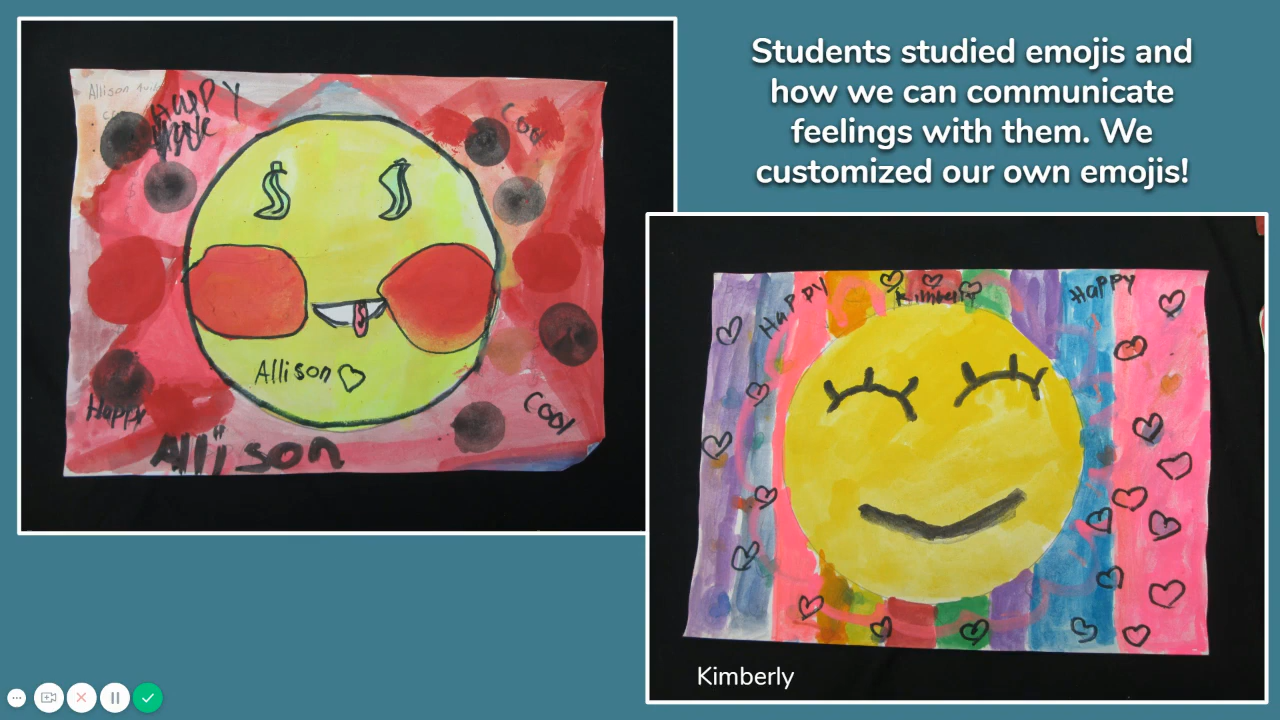 Students studied emojis and
how we can communicate
feelings with them. We
customized our own emojis!
Allison
HAPPY
Cool
Allison
Happy
Cool
Allison
HaPPY
Kimberly
HaPPY
Kimberly